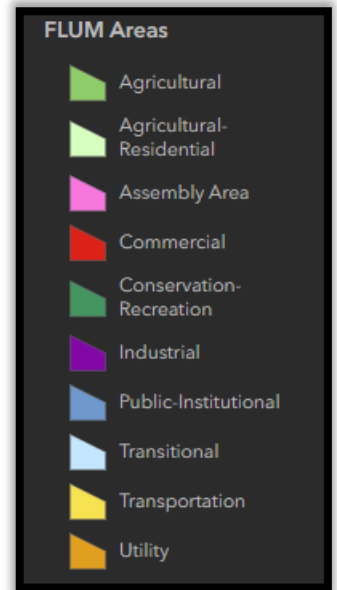 FLUM Areas
Agricultural
Agricultural-
Residential
Assembly Area
Commercial
Conservation-
Recreation
Industrial
Public-Institutional
Transitional
Transportation
Utility